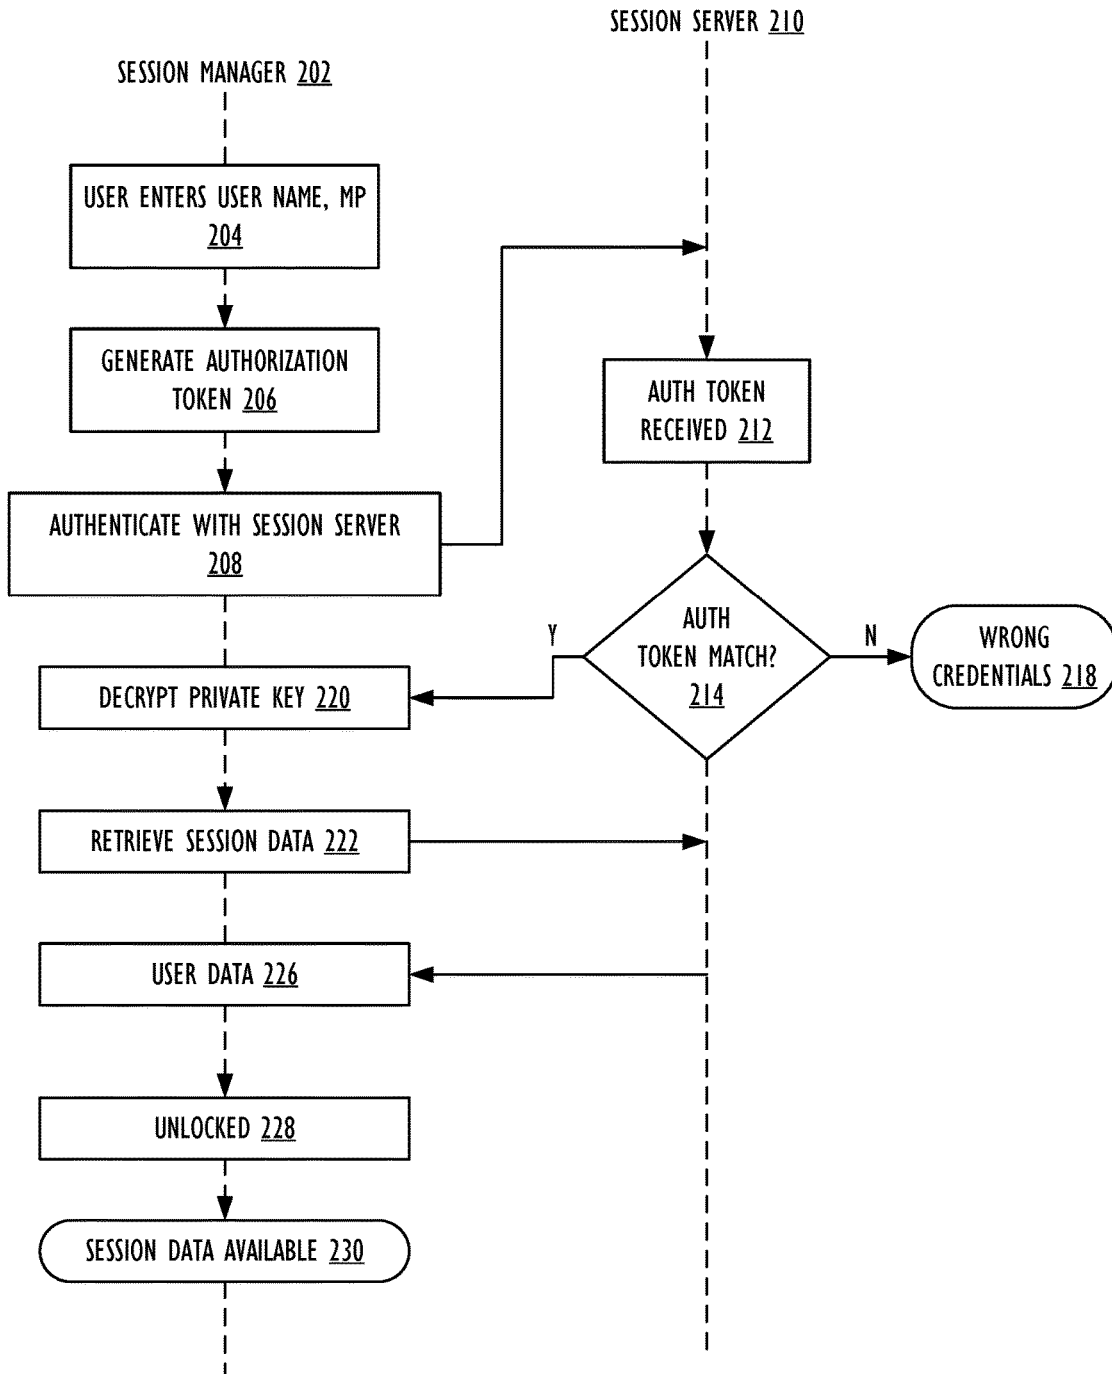 SESSION SERVER 210
SESSION MANAGER 202
USER ENTERS USER NAME, MP
204
GENERATE AUTHORIZATION
TOKEN 206
AUTH TOKEN
RECEIVED 212
AUTHENTICATE WITH SESSION SERVER
208
AUTH
TOKEN MATCH?
214
Y
N
WRONG
CREDENTIALS 218
DECRYPT PRIVATE KEY 220
RETRIEVE SESSION DATA 222
USER DATA 226
UNLOCKED 228
SESSION DATA AVAILABLE 230